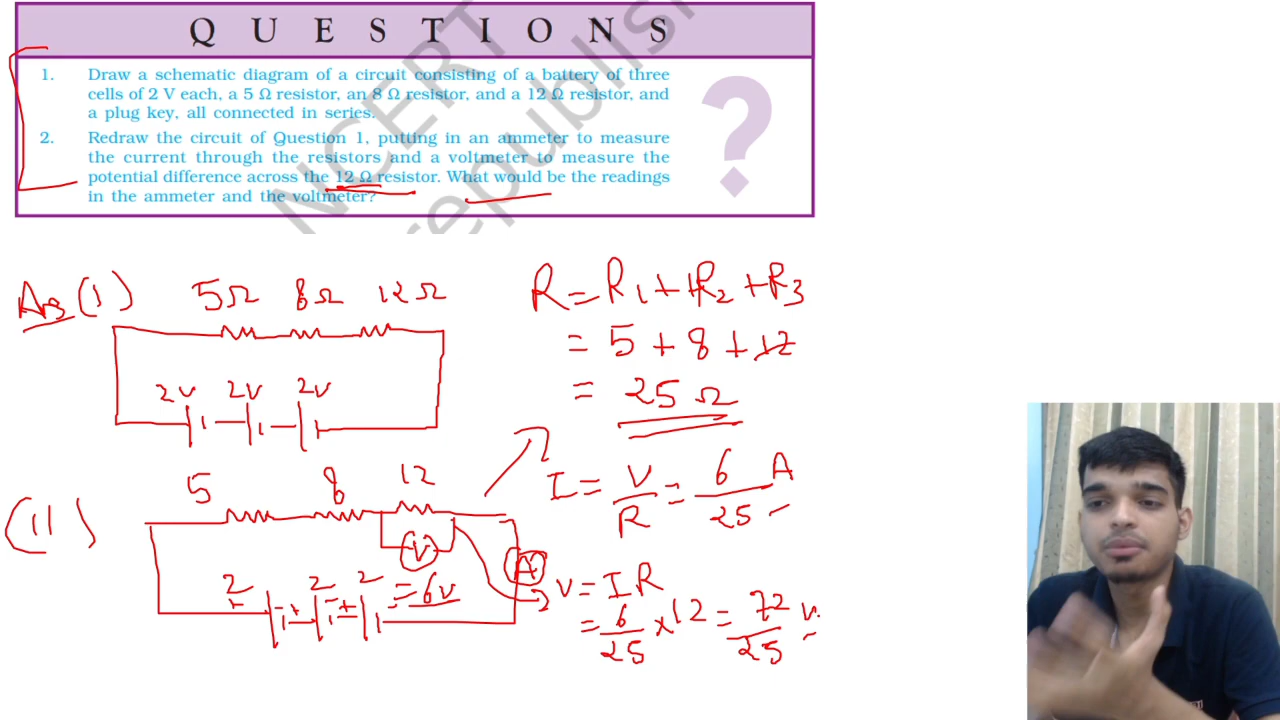 QUESTIONS
1. Draw a schematic diagram of a circuit consisting of a battery of three
cells of 2 V each, a 5 Ω resistor, an 8 Ω resistor, and a 12 Ω resistor, and
a plug key, all connected in series.
2. Redraw the circuit of Question 1, putting in an ammeter to measure
the current through the resistors and a voltmeter to measure the
potential difference across the 12 Ω resistor. What would be the readings
in the ammeter and the voltmeter?
?
NCERT
republish
Ans (1)
5Ω 8Ω 12Ω
2V 2V 2V
R = R1 + R2 + R3
= 5 + 8 + 12
= 25 Ω
(11)
5 8 12
V
A
2 2 2 = 6V
+ - + - +
I = V/R = 6/25 A
V = IR
= 6/25 × 12 = 72/25 V